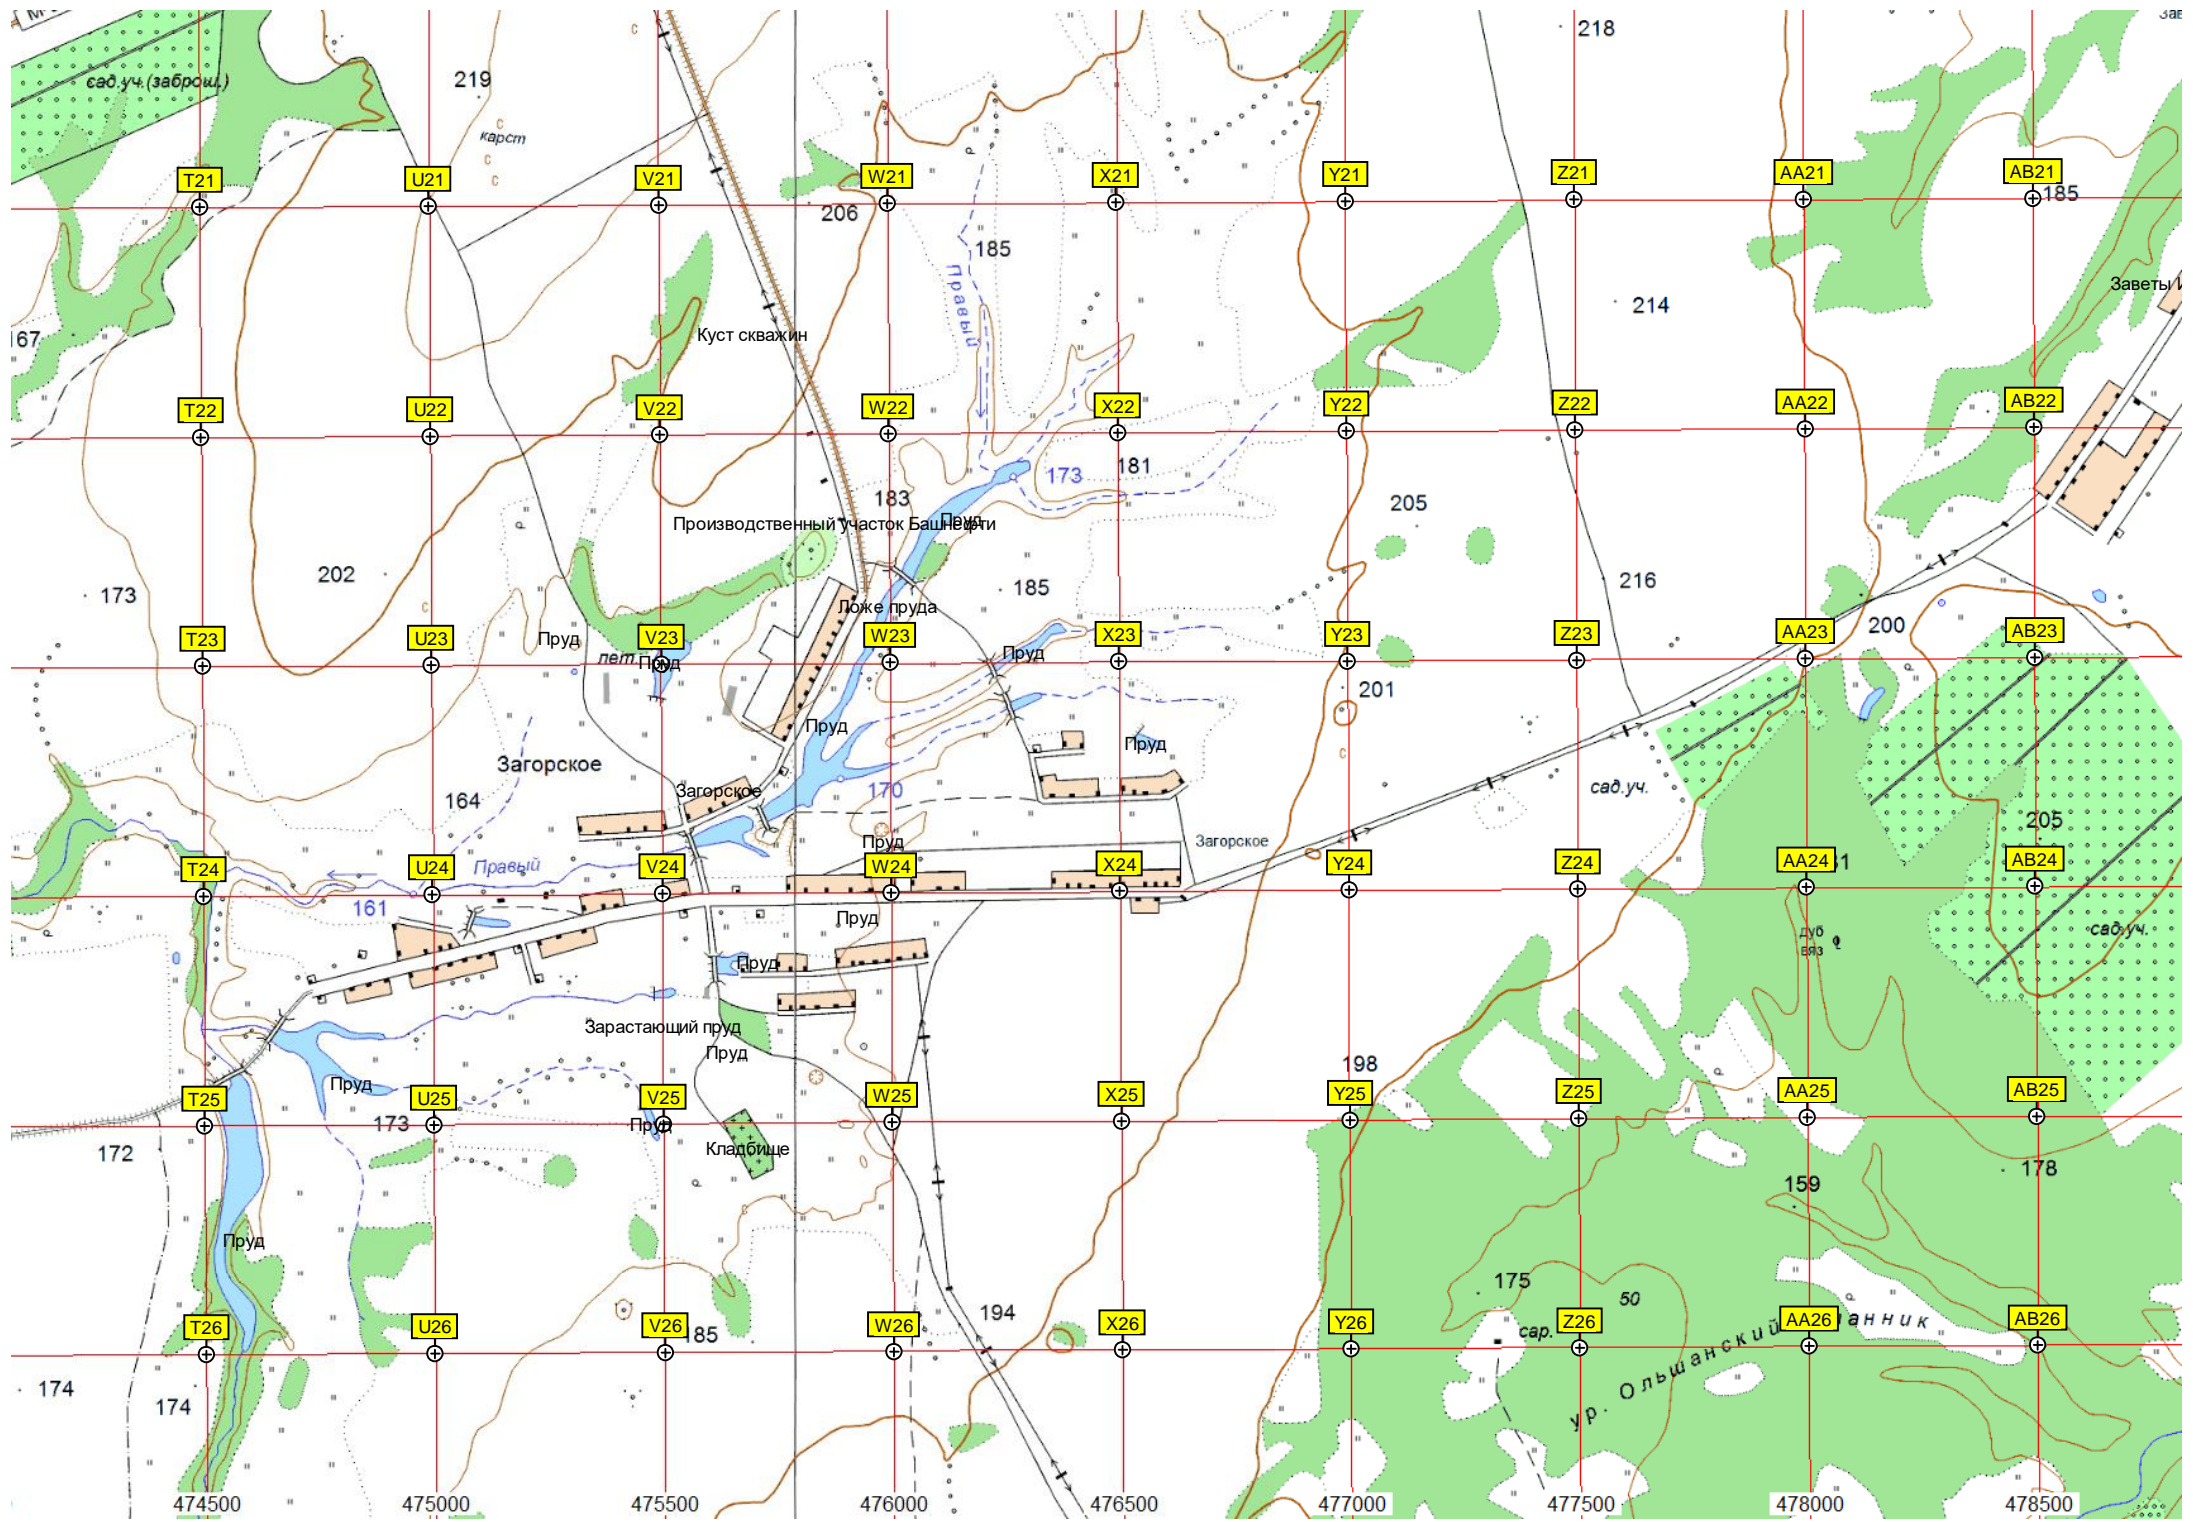 218
219
сад.уч.(заброш.)
карст
T21
U21
V21
W21
X21
Y21
Z21
AA21
AB21
185
206
185
Правый
Заветы И
214
167
Куст скважин
T22
U22
V22
W22
X22
Y22
Z22
AA22
AB22
173
181
183
205
Производственный участок Башнефти
Пруд
202
173
185
216
Ложе пруда
200
T23
U23
V23
W23
X23
Y23
Z23
AA23
AB23
Пруд
лет.
Пруд
Пруд
201
Пруд
Пруд
Загорское
164
Загорское
170
сад.уч.
205
Пруд
Загорское
Правый
T24
U24
V24
W24
X24
Y24
Z24
AA24
AB24
161
Пруд
дуб
вяз
сад.уч.
Пруд
Зарастающий пруд
Пруд
198
Пруд
T25
U25
V25
W25
X25
Y25
Z25
AA25
AB25
173
Пруд
172
Кладбище
178
159
Пруд
175
50
194
сар.
T26
U26
V26
185
W26
X26
Y26
Z26
AA26
AB26
ур. Ольшанский
174
174
474500
475000
475500
476000
476500
477000
477500
478000
478500